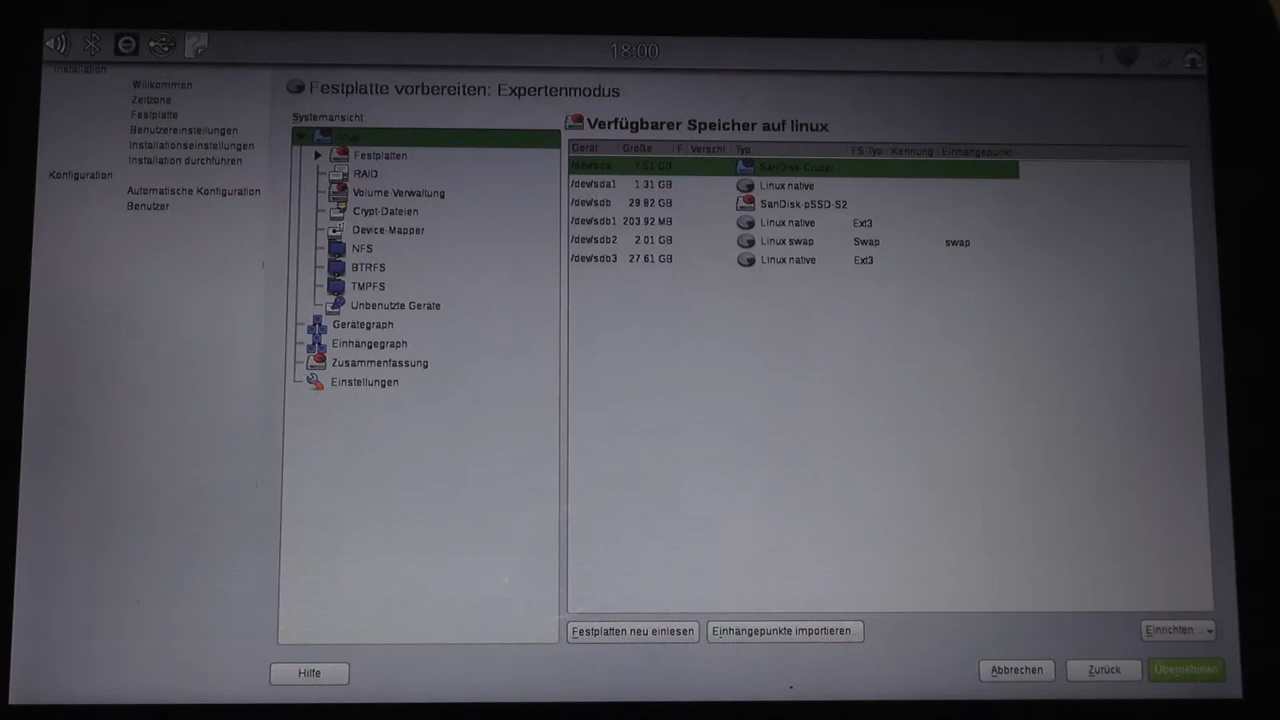 18:00
Installation
Willkommen
Zeitzone
Festplatte
Benutzereinstellungen
Installationseinstellungen
Installation durchführen
Konfiguration
Automatische Konfiguration
Benutzer
Festplatte vorbereiten: Expertenmodus
Systemansicht
linux
Festplatten
RAID
Volume-Verwaltung
Crypt-Dateien
Device-Mapper
NFS
BTRFS
TMPFS
Unbenutzte Geräte
Gerätegraph
Einhängegraph
Zusammenfassung
Einstellungen
Verfügbarer Speicher auf linux
Gerät Größe F Verschl Typ FS-Typ Kennung Einhängepunkt
/dev/sda 7.51 GB SanDisk-Cruzer
/dev/sda1 1.31 GB Linux native
/dev/sdb 29.82 GB SanDisk-pSSD-S2
/dev/sdb1 203.92 MB Linux native Ext3
/dev/sdb2 2.01 GB Linux swap Swap swap
/dev/sdb3 27.61 GB Linux native Ext3
Festplatten neu einlesen Einhängepunkte importieren... Einrichten...
Hilfe Abbrechen Zurück Übernehmen